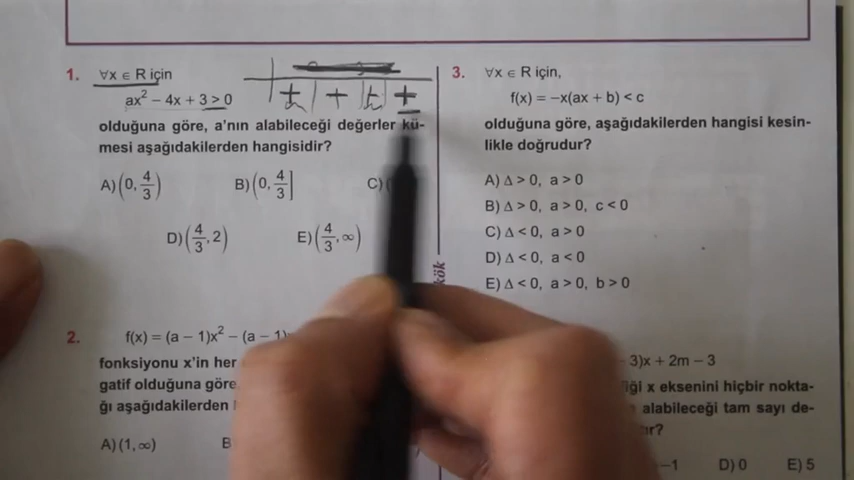 1. ∀x ∈ R için
ax² − 4x + 3 > 0
olduğuna göre, a'nın alabileceği değerler kü-
mesi aşağıdakilerden hangisidir?
A) (0, 4/3) B) (0, 4/3] C)
D) (4/3, 2) E) (4/3, ∞)
+ + + +
2. f(x) = (a − 1)x² − (a − 1)
fonksiyonu x'in her
gatif olduğuna göre
ğı aşağıdakilerden
A) (1, ∞) B
kök
3. ∀x ∈ R için,
f(x) = −x(ax + b) < c
olduğuna göre, aşağıdakilerden hangisi kesin-
likle doğrudur?
A) Δ > 0, a > 0
B) Δ > 0, a > 0, c < 0
C) Δ < 0, a > 0
D) Δ < 0, a < 0
E) Δ < 0, a > 0, b > 0
3)x + 2m − 3
iği x eksenini hiçbir nokta-
alabileceği tam sayı de-
−1 D) 0 E) 5